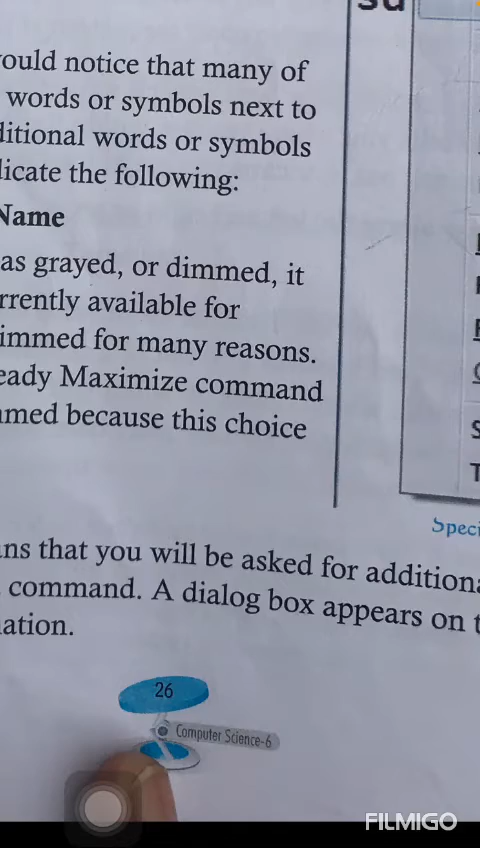 ould notice that many of
words or symbols next to
ditional words or symbols
dicate the following:
Name
as grayed, or dimmed, it
rrently available for
immed for many reasons.
eady Maximize command
med because this choice
Speci
ans that you will be asked for additiona
command. A dialog box appears on t
ation.
26
Computer Science-6
FILMIGO